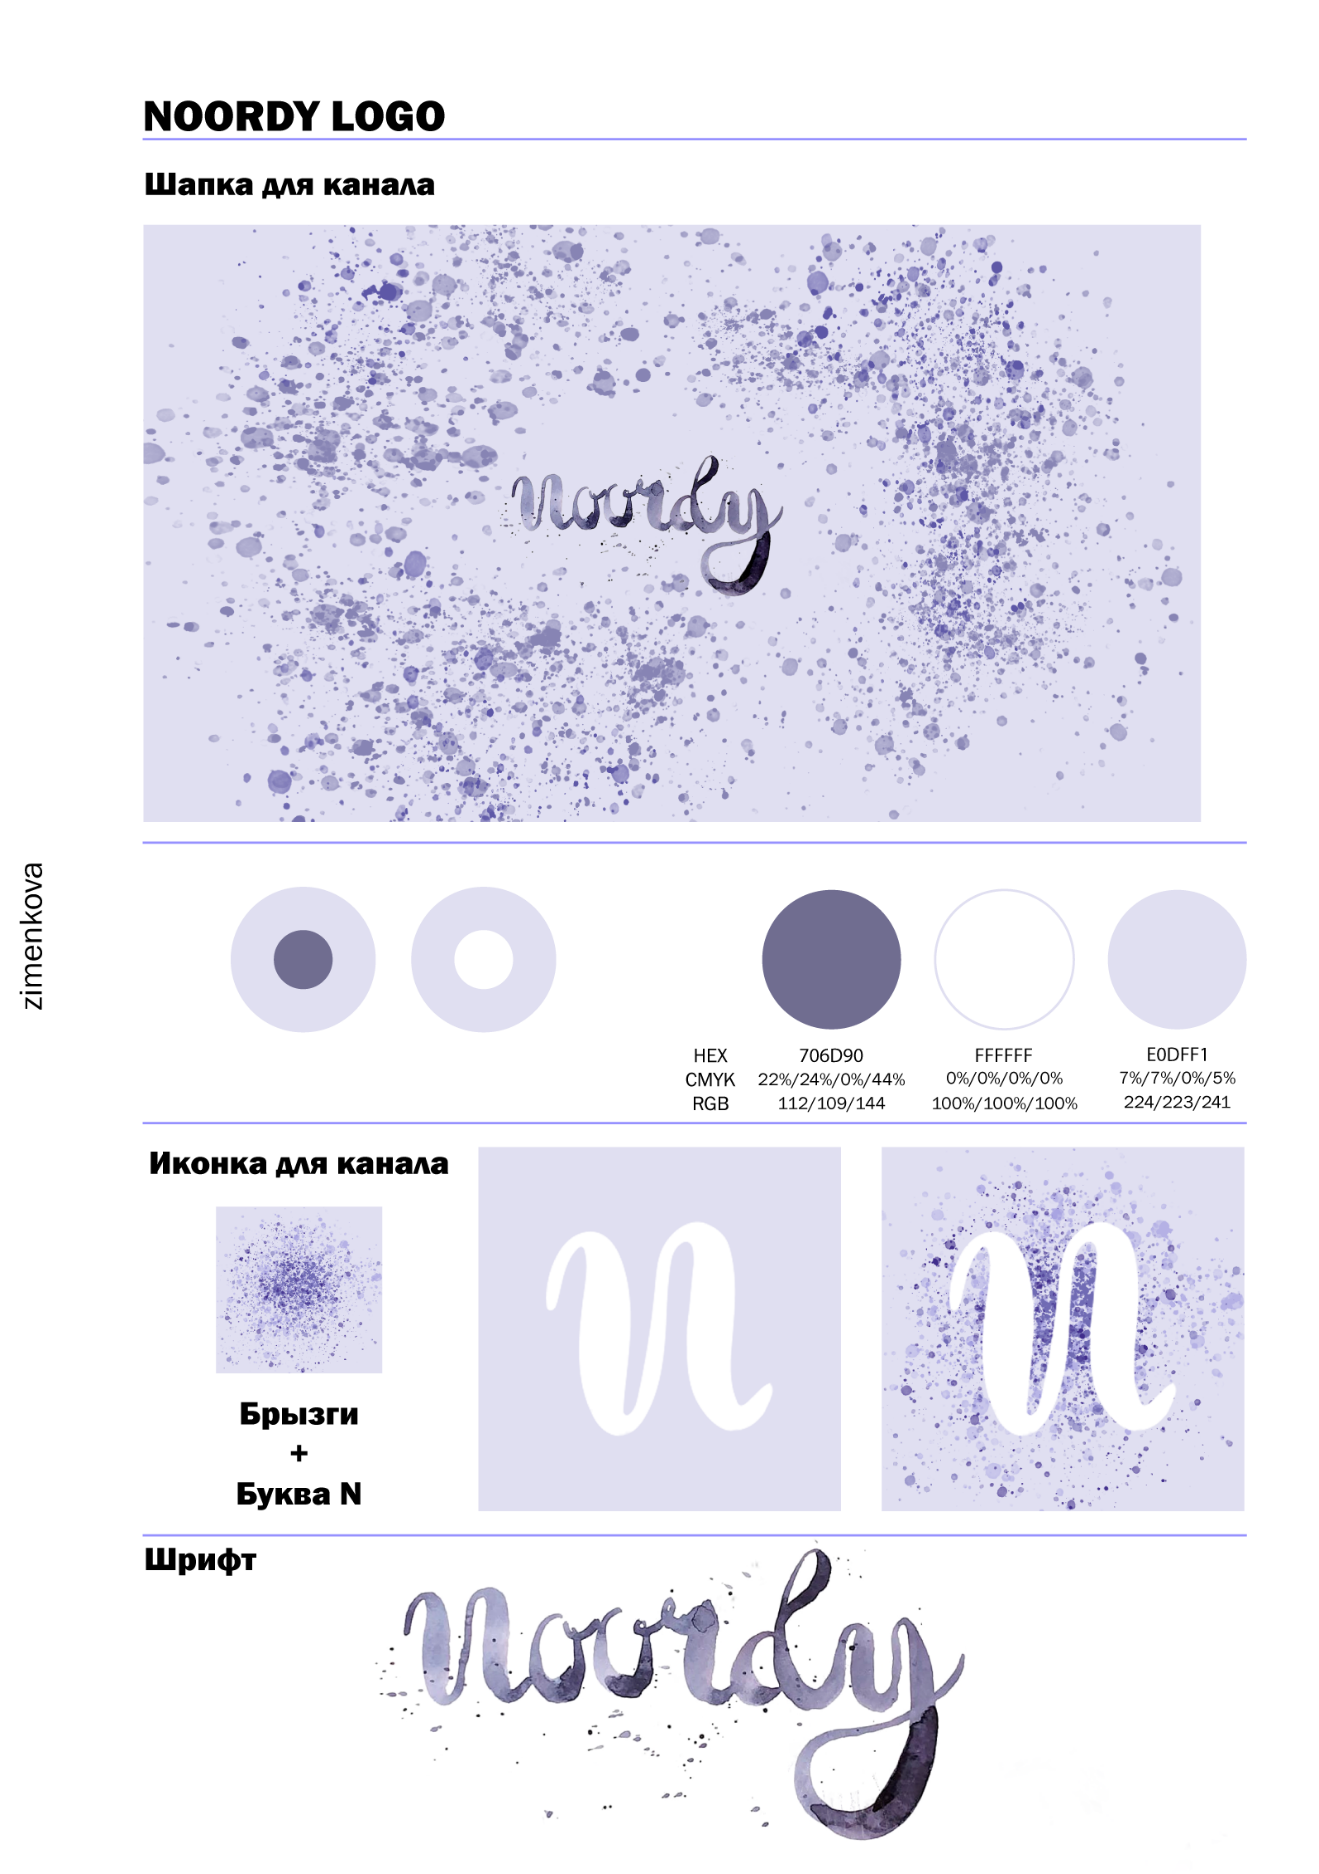 NOORDY LOGO
Шапка для канала
noordy
zimenkova
HEX 706D90 FFFFFF E0DFF1
CMYK 22%/24%/0%/44% 0%/0%/0%/0% 7%/7%/0%/5%
RGB 112/109/144 100%/100%/100% 224/223/241
Иконка для канала
n n
Брызги
+
Буква N
Шрифт
noordy